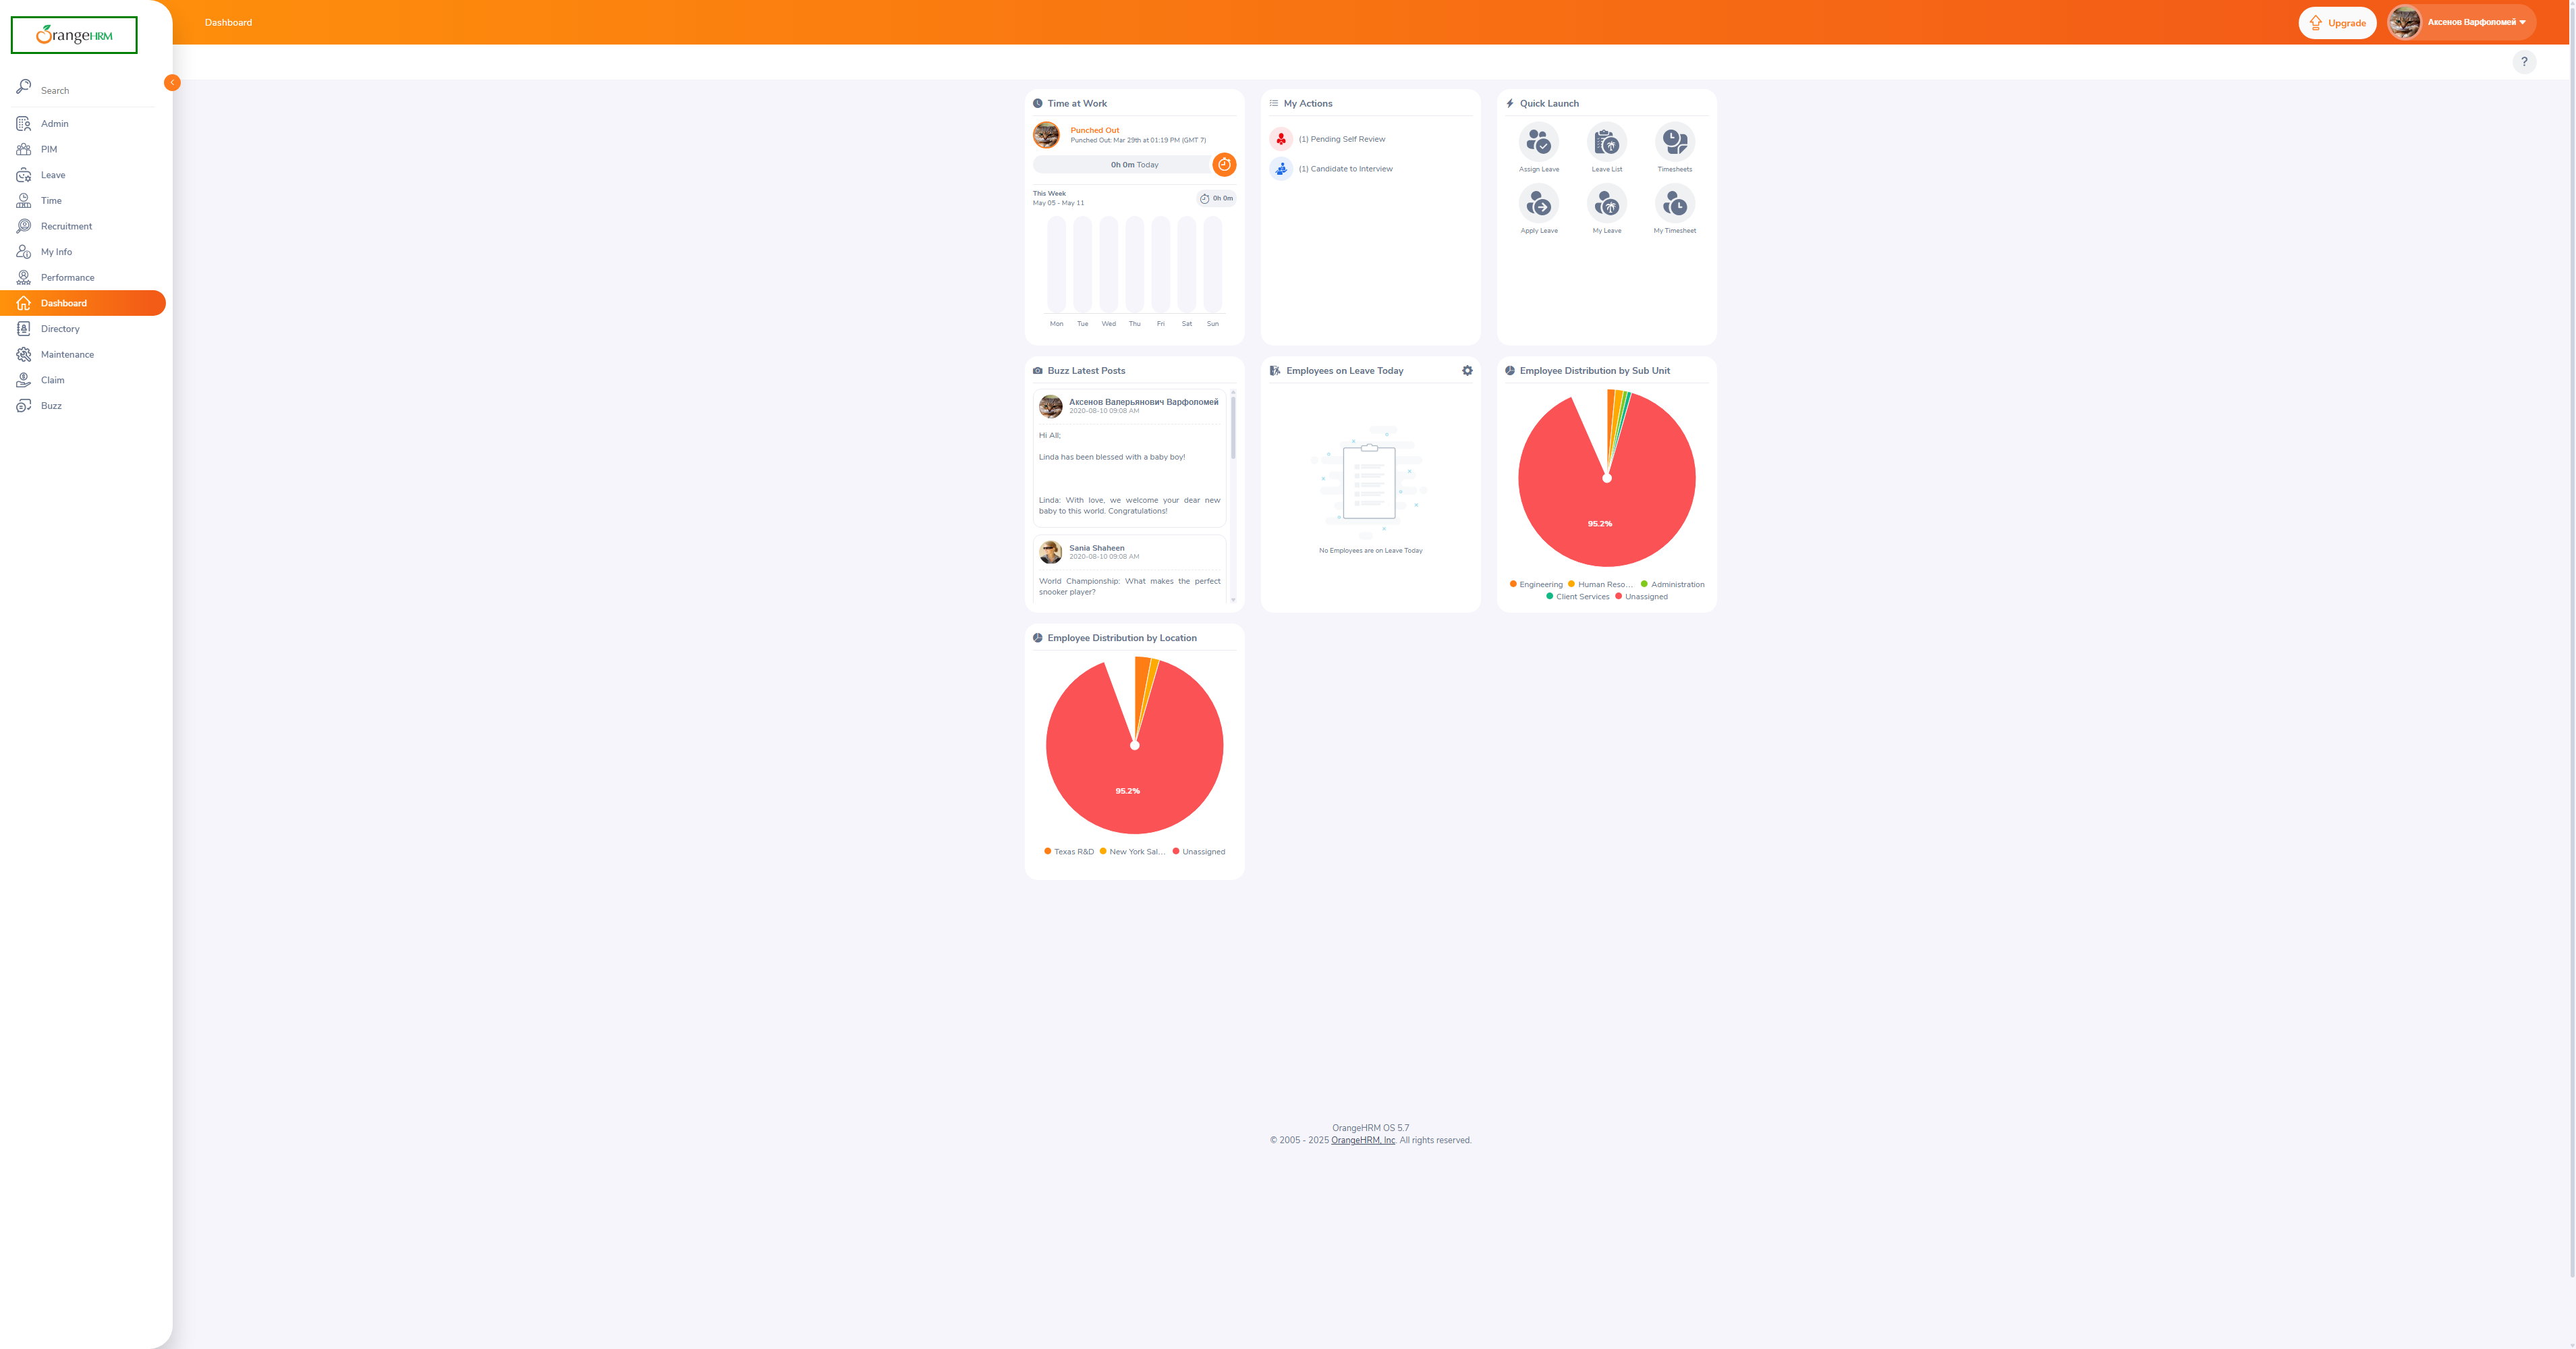 OrangeHRM
Dashboard
Upgrade
Аксенов Варфоломей
?
Search
Admin
PIM
Leave
Time
Recruitment
My Info
Performance
Dashboard
Directory
Maintenance
Claim
Buzz
Time at Work
Punched Out
Punched Out: Mar 29th at 01:19 PM (GMT 7)
0h 0m Today
This Week
May 05 - May 11
0h 0m
Mon Tue Wed Thu Fri Sat Sun
My Actions
(1) Pending Self Review
(1) Candidate to Interview
Quick Launch
Assign Leave Leave List Timesheets
Apply Leave My Leave My Timesheet
Buzz Latest Posts
Аксенов Валерьянович Варфоломей
2020-08-10 09:08 AM
Hi All;
Linda has been blessed with a baby boy!
Linda: With love, we welcome your dear new
baby to this world. Congratulations!
Sania Shaheen
2020-08-10 09:08 AM
World Championship: What makes the perfect
snooker player?
Employees on Leave Today
No Employees are on Leave Today
Employee Distribution by Sub Unit
95.2%
Engineering Human Reso... Administration
Client Services Unassigned
Employee Distribution by Location
95.2%
Texas R&D New York Sal... Unassigned
OrangeHRM OS 5.7
© 2005 - 2025 OrangeHRM, Inc. All rights reserved.